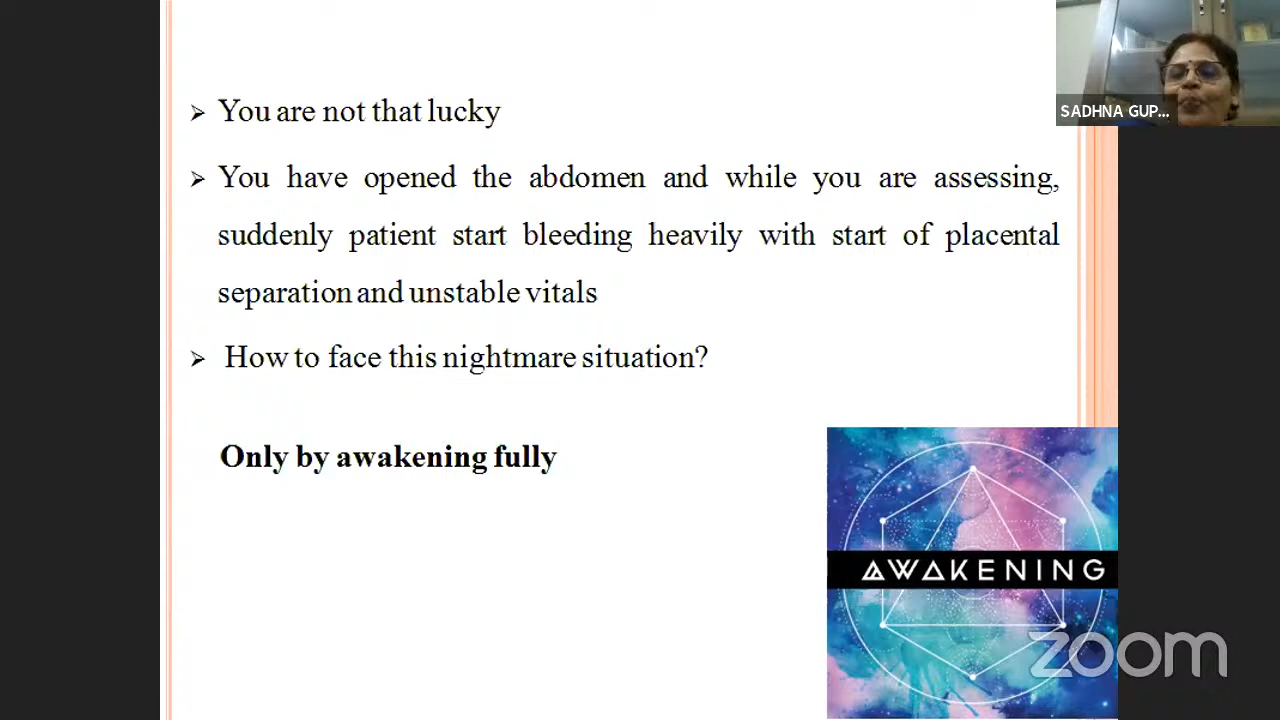 SADHNA GUP...
You are not that lucky
You have opened the abdomen and while you are assessing,
suddenly patient start bleeding heavily with start of placental
separation and unstable vitals
How to face this nightmare situation?
Only by awakening fully
AWAKENING
zoom